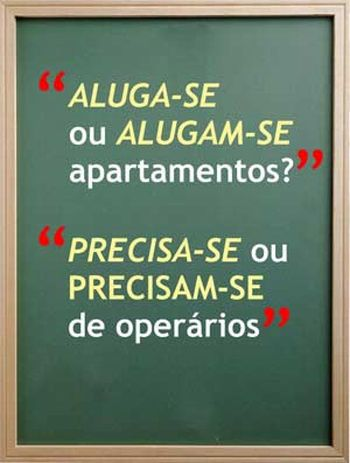 “ALUGA-SE
ou ALUGAM-SE
apartamentos?”
“PRECISA-SE ou
PRECISAM-SE
de operários”